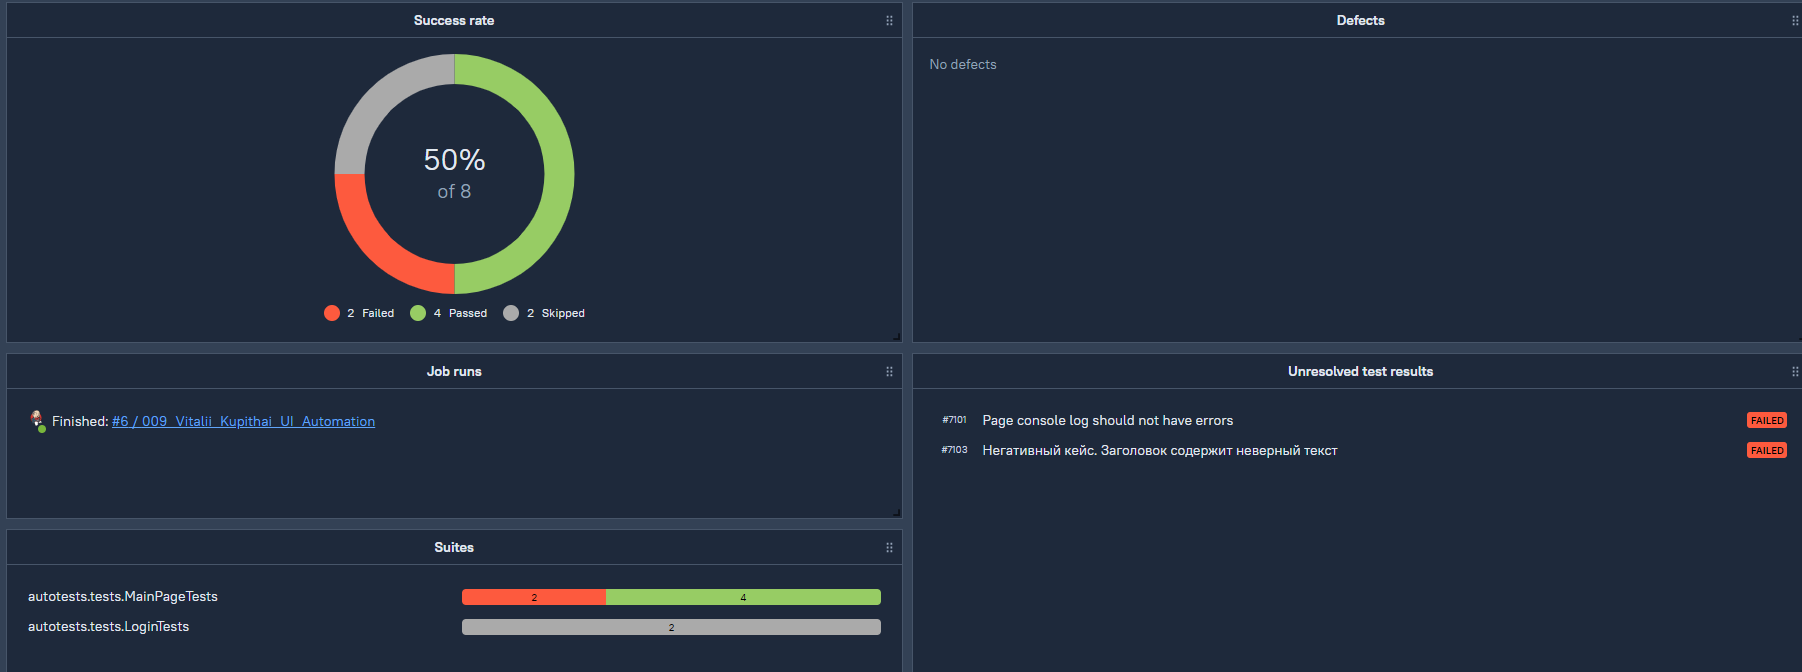 Success rate
50%
of 8
2 Failed 4 Passed 2 Skipped
Defects
No defects
Job runs
Finished: #6 / 009_Vitalii_Kupithai_UI_Automation
Unresolved test results
#7101 Page console log should not have errors FAILED
#7103 Негативный кейс. Заголовок содержит неверный текст FAILED
Suites
autotests.tests.MainPageTests 2 4
autotests.tests.LoginTests 2